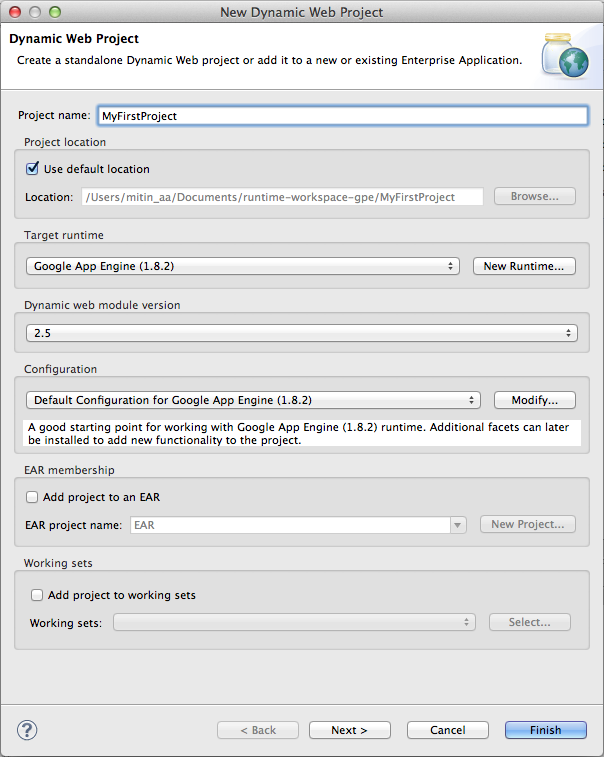 New Dynamic Web Project
Dynamic Web Project
Create a standalone Dynamic Web project or add it to a new or existing Enterprise Application.
Project name: MyFirstProject
Project location
Use default location
Location: /Users/mitin_aa/Documents/runtime-workspace-gpe/MyFirstProject Browse...
Target runtime
Google App Engine (1.8.2) New Runtime...
Dynamic web module version
2.5
Configuration
Default Configuration for Google App Engine (1.8.2) Modify...
A good starting point for working with Google App Engine (1.8.2) runtime. Additional facets can later
be installed to add new functionality to the project.
EAR membership
Add project to an EAR
EAR project name: EAR New Project...
Working sets
Add project to working sets
Working sets: Select...
? < Back Next > Cancel Finish